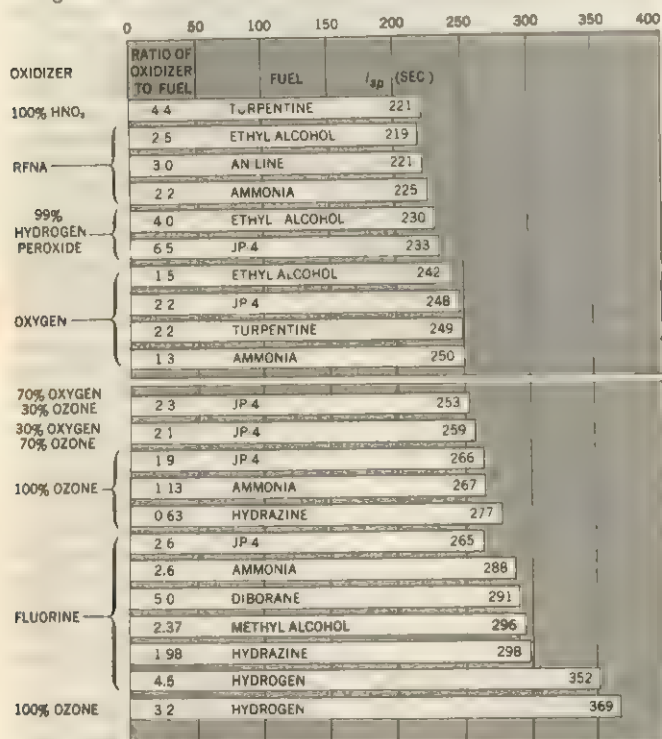 0 50 100 150 200 250 300 350 400
OXIDIZER RATIO OF OXIDIZER TO FUEL FUEL Isp (SEC)
100% HNO₃ 4.4 TURPENTINE 221
RFNA 2.5 ETHYL ALCOHOL 219
3.0 AN LINE 221
2.2 AMMONIA 225
99% HYDROGEN PEROXIDE 4.0 ETHYL ALCOHOL 230
6.5 JP 4 233
OXYGEN 1.5 ETHYL ALCOHOL 242
2.2 JP 4 248
2.2 TURPENTINE 249
1.3 AMMONIA 250
70% OXYGEN 30% OZONE 2.3 JP 4 253
30% OXYGEN 70% OZONE 2.1 JP 4 259
100% OZONE 1.9 JP 4 266
1.13 AMMONIA 267
0.63 HYDRAZINE 277
FLUORINE 2.6 JP 4 265
2.6 AMMONIA 288
5.0 DIBORANE 291
2.37 METHYL ALCOHOL 296
1.98 HYDRAZINE 298
4.5 HYDROGEN 352
100% OZONE 3.2 HYDROGEN 369